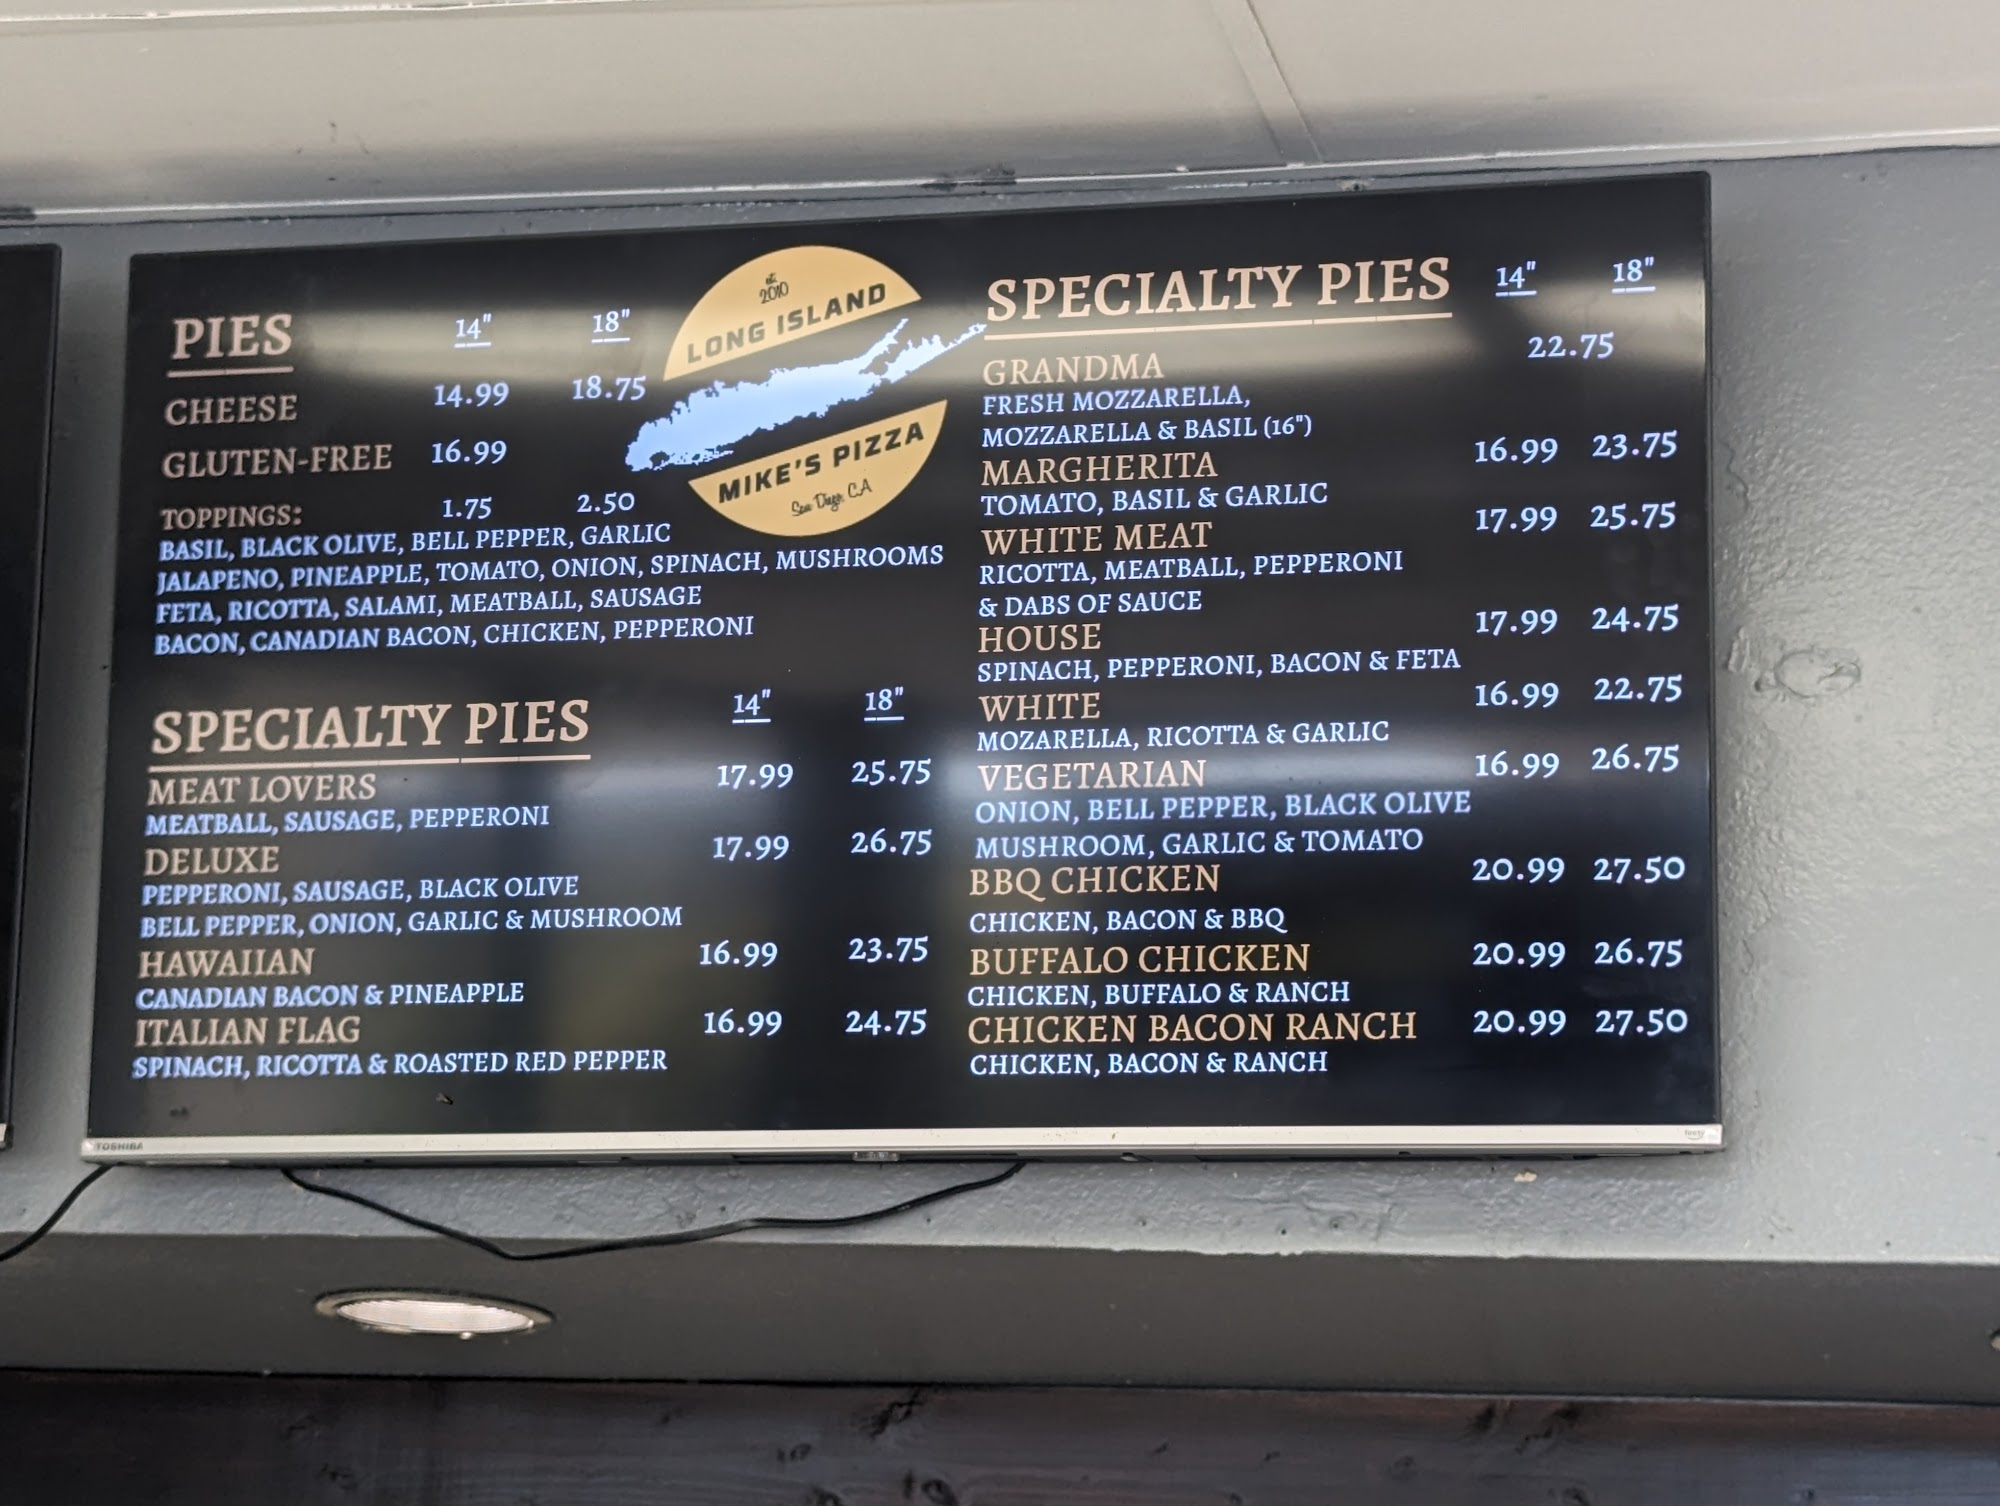 PIES 14" 18"
CHEESE 14.99 18.75
GLUTEN-FREE 16.99
TOPPINGS: 1.75 2.50
BASIL, BLACK OLIVE, BELL PEPPER, GARLIC
JALAPENO, PINEAPPLE, TOMATO, ONION, SPINACH, MUSHROOMS
FETA, RICOTTA, SALAMI, MEATBALL, SAUSAGE
BACON, CANADIAN BACON, CHICKEN, PEPPERONI
SPECIALTY PIES 14" 18"
MEAT LOVERS 17.99 25.75
MEATBALL, SAUSAGE, PEPPERONI
DELUXE 17.99 26.75
PEPPERONI, SAUSAGE, BLACK OLIVE
BELL PEPPER, ONION, GARLIC & MUSHROOM
HAWAIIAN 16.99 23.75
CANADIAN BACON & PINEAPPLE
ITALIAN FLAG 16.99 24.75
SPINACH, RICOTTA & ROASTED RED PEPPER
est.
2010
LONG ISLAND
MIKE'S PIZZA
San Diego, CA
SPECIALTY PIES 14" 18"
GRANDMA 22.75
FRESH MOZZARELLA,
MOZZARELLA & BASIL (16")
MARGHERITA 16.99 23.75
TOMATO, BASIL & GARLIC
WHITE MEAT 17.99 25.75
RICOTTA, MEATBALL, PEPPERONI
& DABS OF SAUCE
HOUSE 17.99 24.75
SPINACH, PEPPERONI, BACON & FETA
WHITE 16.99 22.75
MOZARELLA, RICOTTA & GARLIC
VEGETARIAN 16.99 26.75
ONION, BELL PEPPER, BLACK OLIVE
MUSHROOM, GARLIC & TOMATO
BBQ CHICKEN 20.99 27.50
CHICKEN, BACON & BBQ
BUFFALO CHICKEN 20.99 26.75
CHICKEN, BUFFALO & RANCH
CHICKEN BACON RANCH 20.99 27.50
CHICKEN, BACON & RANCH
TOSHIBA